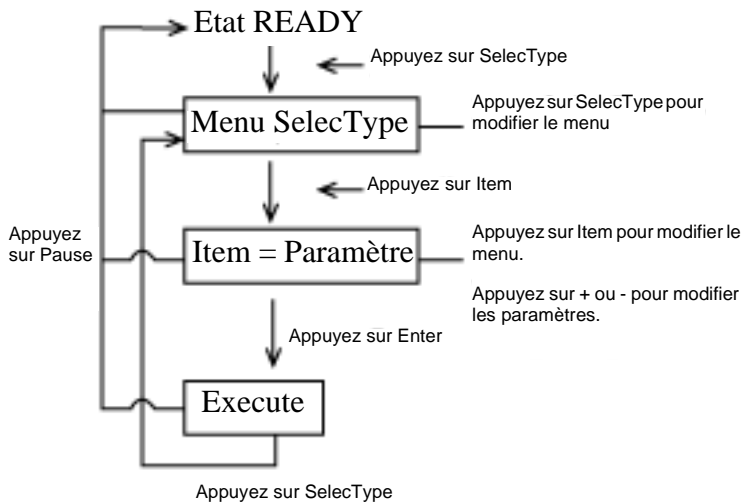 Etat READY
Appuyez sur SelecType
Menu SelecType
Appuyez sur SelecType pour
modifier le menu
Appuyez sur Item
Appuyez
sur Pause
Item = Paramètre
Appuyez sur Item pour modifier le
menu.
Appuyez sur + ou - pour modifier
les paramètres.
Appuyez sur Enter
Execute
Appuyez sur SelecType